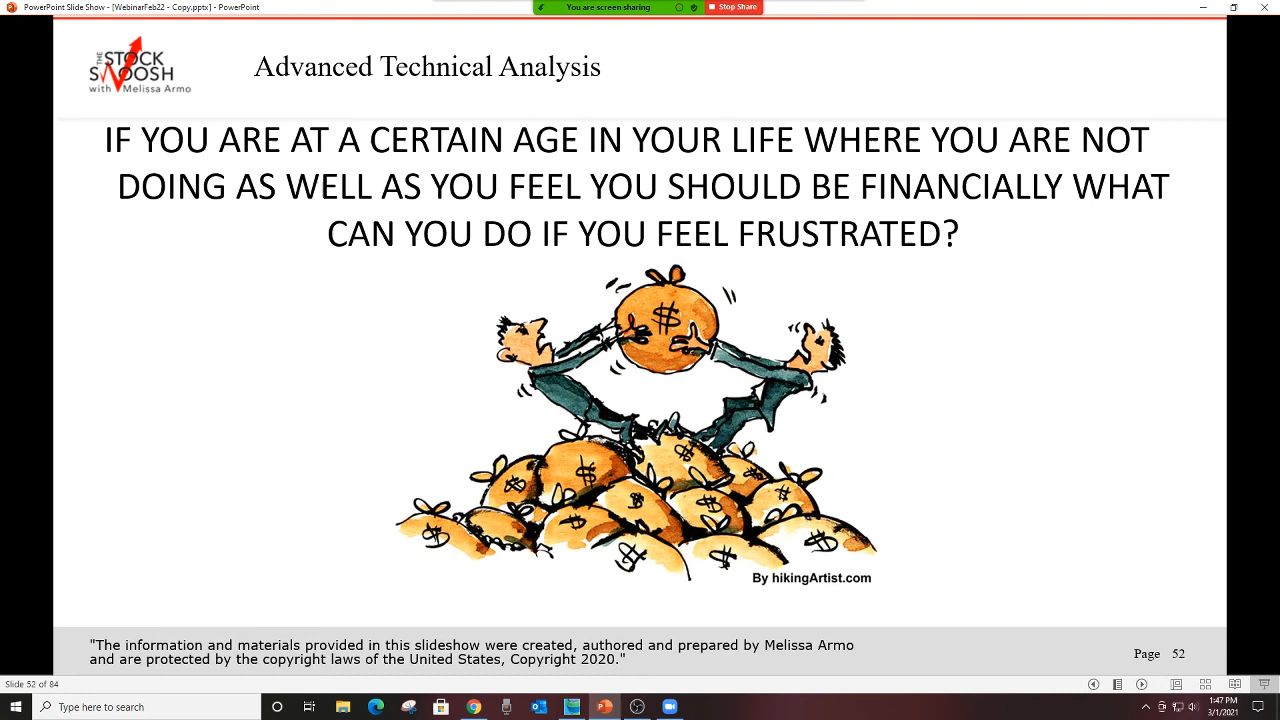 PowerPoint Slide Show - [WebinarFeb22 - Copy.pptx] - PowerPoint
You are screen sharing
Stop Share
THE
STOCK
SWOOSH
with Melissa Armo
Advanced Technical Analysis
IF YOU ARE AT A CERTAIN AGE IN YOUR LIFE WHERE YOU ARE NOT
DOING AS WELL AS YOU FEEL YOU SHOULD BE FINANCIALLY WHAT
CAN YOU DO IF YOU FEEL FRUSTRATED?
$
$
$
$
$
$
$
$
$
$
$
$
$
By hikingArtist.com
"The information and materials provided in this slideshow were created, authored and prepared by Melissa Armo
and are protected by the copyright laws of the United States, Copyright 2020."
Page 52
Slide 52 of 84
Type here to search
1:47 PM
3/1/2021